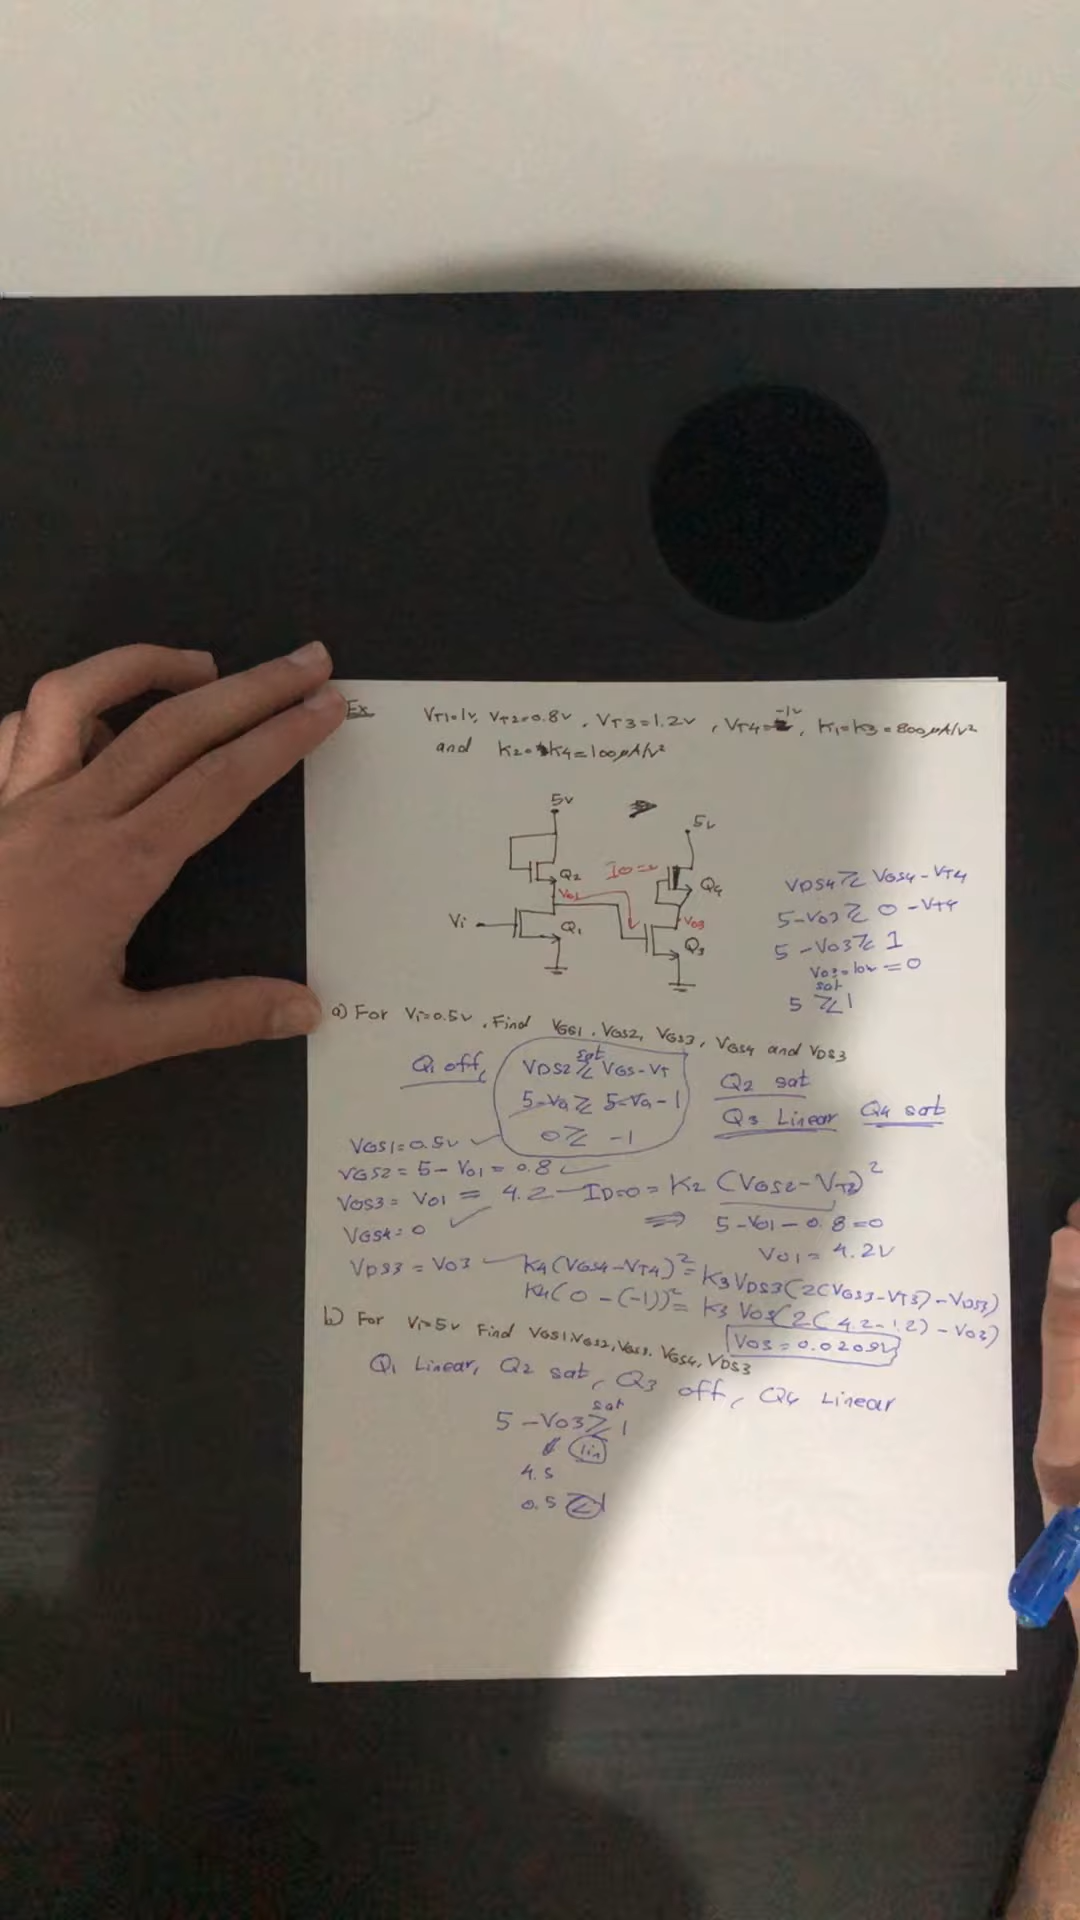 Ex VT1=1v, VT2=0.8v, VT3=1.2v, VT4=-1v, K1=K3=800μA/v²
and K2=K4=100μA/v²
5v
5v
Q2
IO=0
Q4
VO1
Vi
Q1
VO3
Q3
VDS4 ≥ VGS4-VT4
5-VO3 ≥ 0-VT4
5-VO3 ≥ 1
VO3=low=0
sat
5 ≥ 1
a) For Vi=0.5v, Find VGS1, VGS2, VGS3, VGS4 and VDS3
Q1 off,
sat
VDS2 ≥ VGS-VT
5-Vo ≥ 5-Vo-1
0 ≥ -1
Q2 sat
Q3 Linear Q4 sat
VGS1=0.5v
VGS2 = 5-VO1 = 0.8
VGS3 = VO1 = 4.2 ID=0 = K2 (VGS2-VT2)²
VGS4=0
⇒ 5-VO1-0.8=0
VO1 = 4.2V
VDS3 = VO3 K4(VGS4-VT4)² = K3 VDS3(2(VGS3-VT3)-VDS3)
K4(0-(-1))² = K3 VO3(2(4.2-1.2)-VO3)
VO3 = 0.0209V
b) For Vi=5v Find VGS1, VGS2, VGS3, VGS4, VDS3
Q1 Linear, Q2 sat, Q3 off, Q4 Linear
sat
5-VO3 ≥ 1
lin
4.5
0.5 ≥ 1